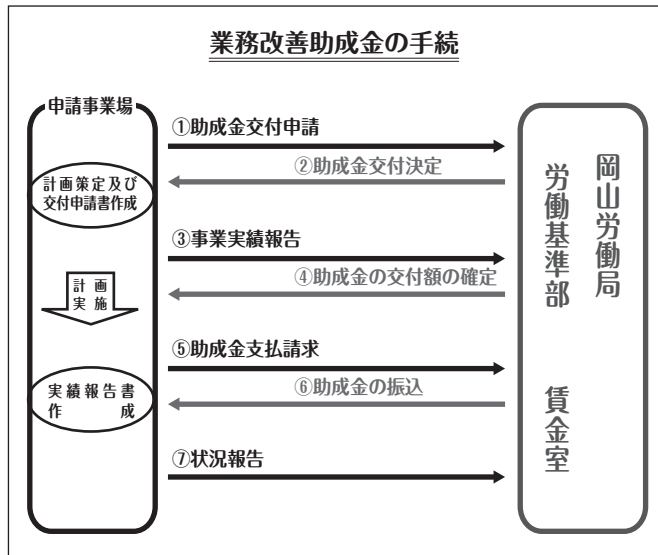 業務改善助成金の手続
申請事業場
計画策定及び
交付申請書作成
計画
実施
実績報告書
作成
①助成金交付申請
②助成金交付決定
③事業実績報告
④助成金の交付額の確定
⑤助成金支払請求
⑥助成金の振込
⑦状況報告
岡山労働局
労働基準部 賃金室